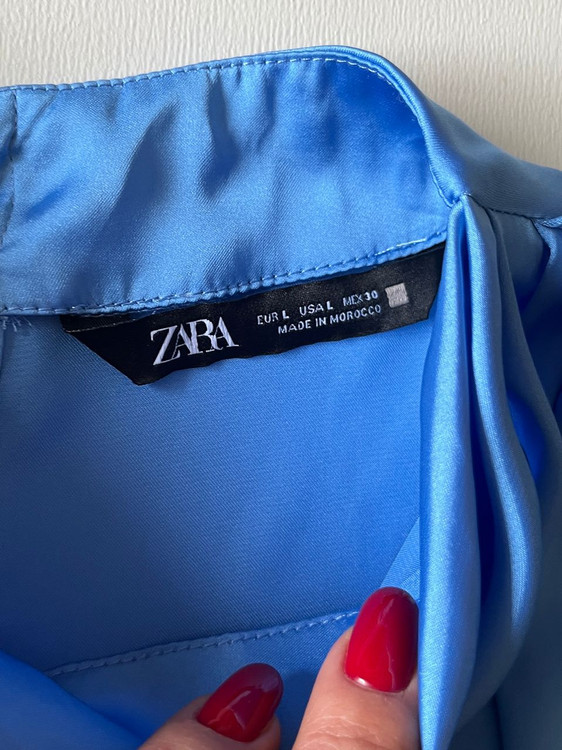 ZARA
EUR L USA L MEX 30
MADE IN MOROCCO